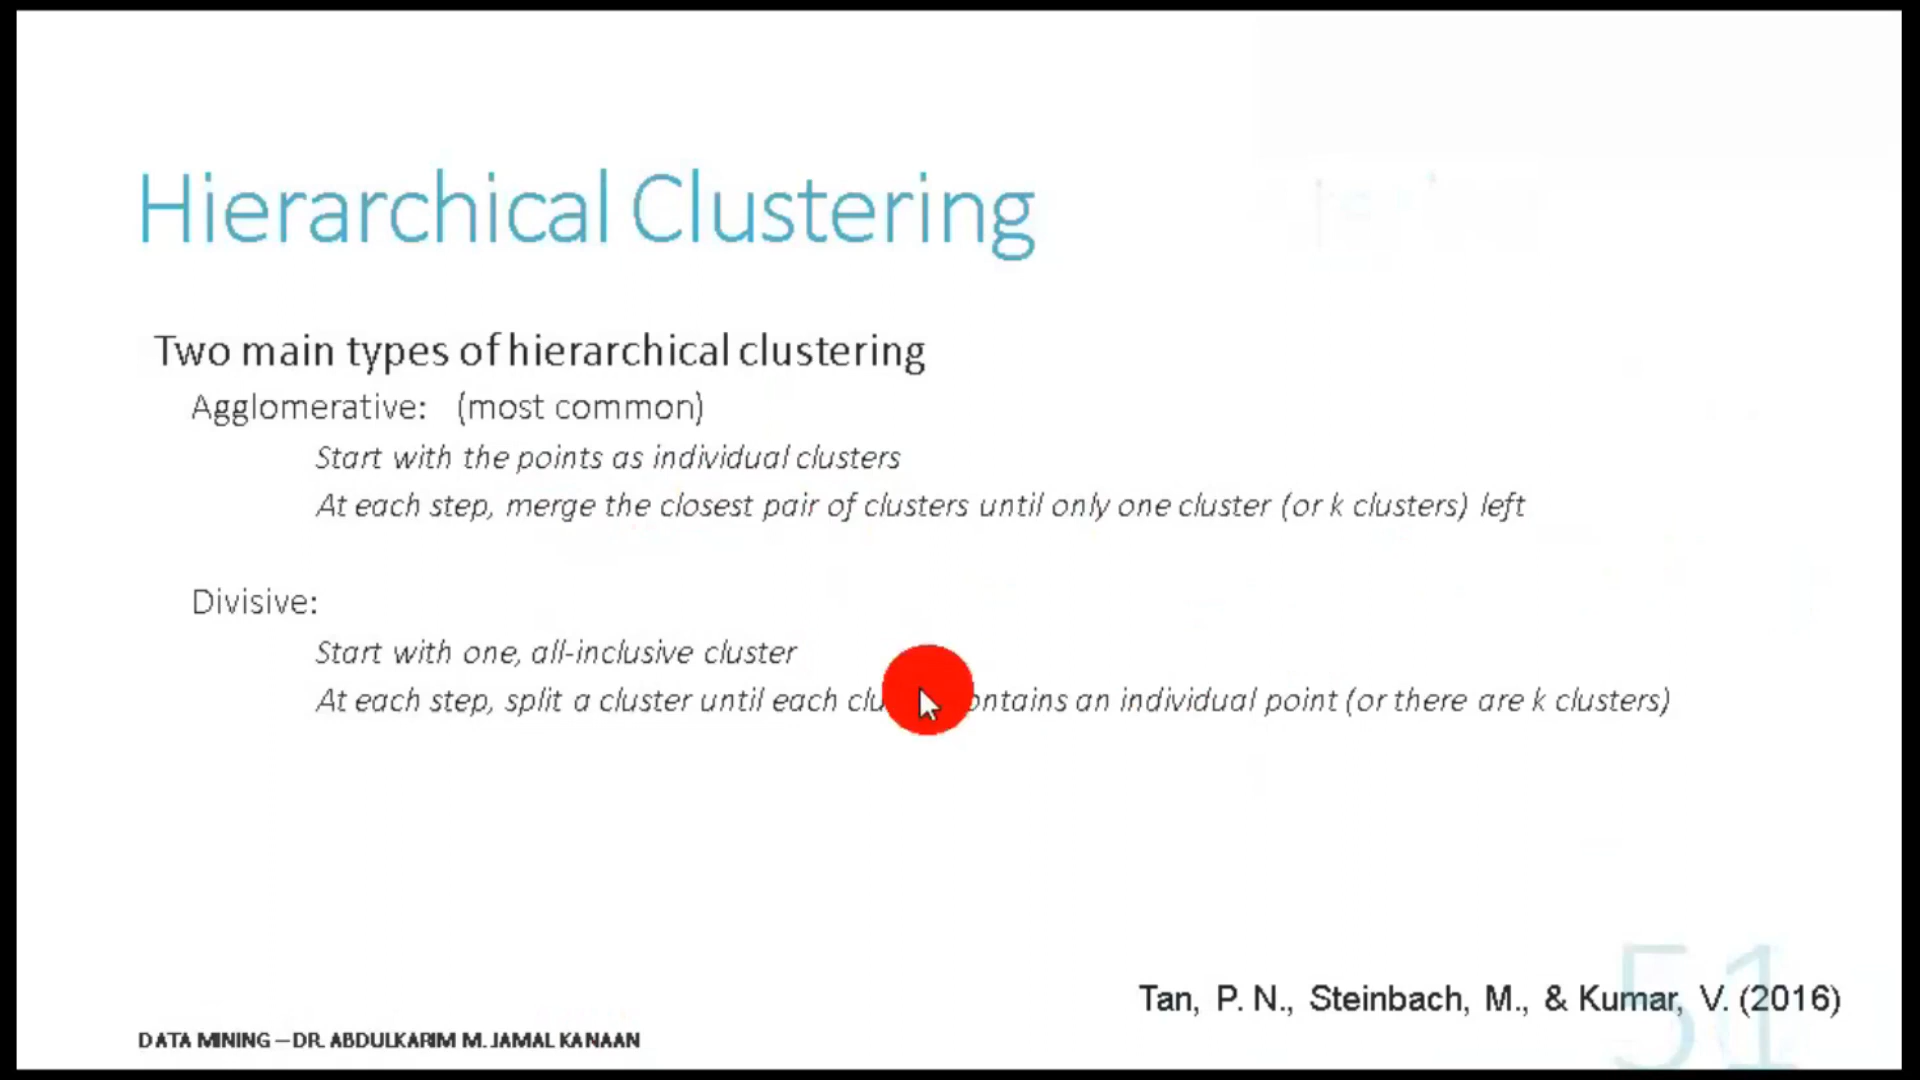 Hierarchical Clustering
Two main types of hierarchical clustering
Agglomerative: (most common)
Start with the points as individual clusters
At each step, merge the closest pair of clusters until only one cluster (or k clusters) left
Divisive:
Start with one, all-inclusive cluster
At each step, split a cluster until each contains an individual point (or there are k clusters)
51
Tan, P. N., Steinbach, M., & Kumar, V. (2016)
DATA MINING – DR. ABDULKARIM M. JAMAL KANAAN